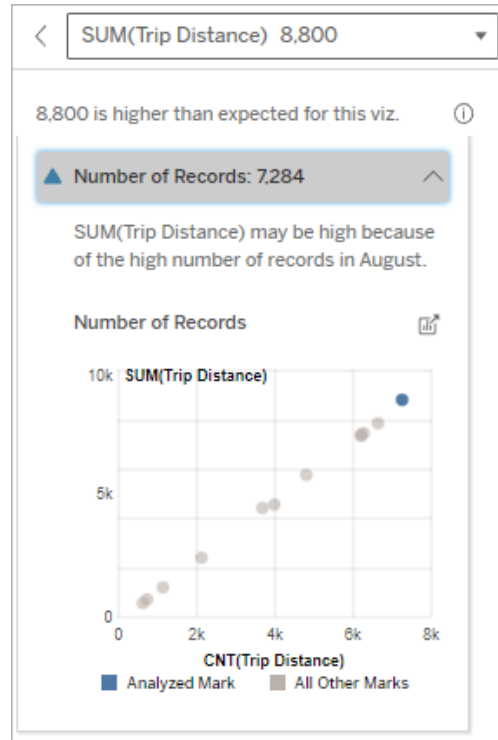 SUM(Trip Distance) 8,800
8,800 is higher than expected for this viz.
Number of Records: 7,284
SUM(Trip Distance) may be high because
of the high number of records in August.
Number of Records
10k SUM(Trip Distance)
5k
0
0 2k 4k 6k 8k
CNT(Trip Distance)
Analyzed Mark All Other Marks